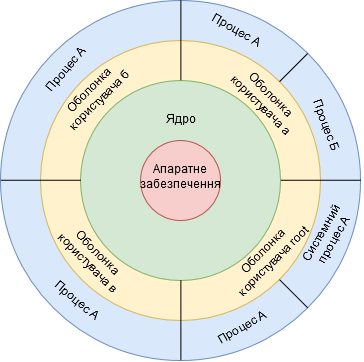 Процес А
Процес А
Оболонка
користувача б
Оболонка
користувача а
Процес Б
Ядро
Апаратне
забезпечення
Системний
процес А
Оболонка
користувача в
Оболонка
користувача root
Процес А
Процес А